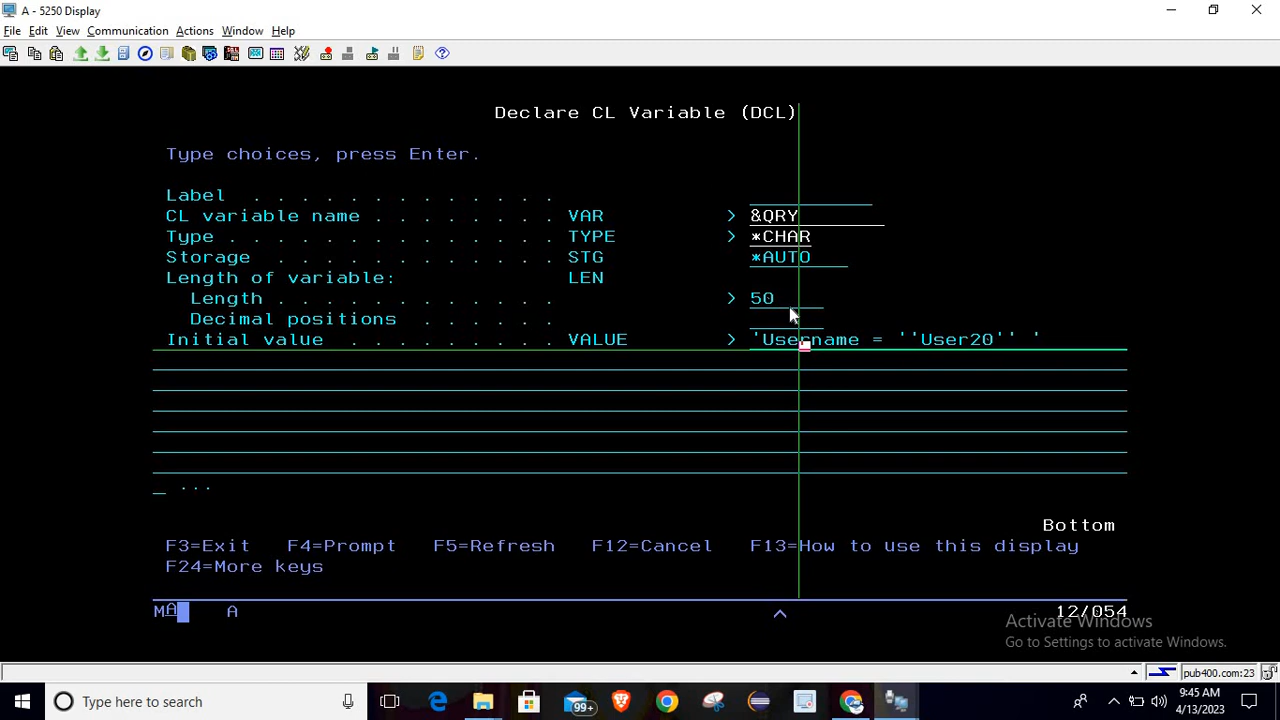 A - 5250 Display
File Edit View Communication Actions Window Help
Declare CL Variable (DCL)
Type choices, press Enter.
Label . . . . . . . . . . . . .
CL variable name . . . . . . . . VAR > &QRY
Type . . . . . . . . . . . . . . TYPE > *CHAR
Storage . . . . . . . . . . . . STG *AUTO
Length of variable: LEN
Length . . . . . . . . . . . . > 50
Decimal positions . . . . . .
Initial value . . . . . . . . . VALUE > 'Username = ''User20'' '
_ ...
Bottom
F3=Exit F4=Prompt F5=Refresh F12=Cancel F13=How to use this display
F24=More keys
MA A ^ 12/054
Activate Windows
Go to Settings to activate Windows.
pub400.com:23
Type here to search
99+
9:45 AM
4/13/2023